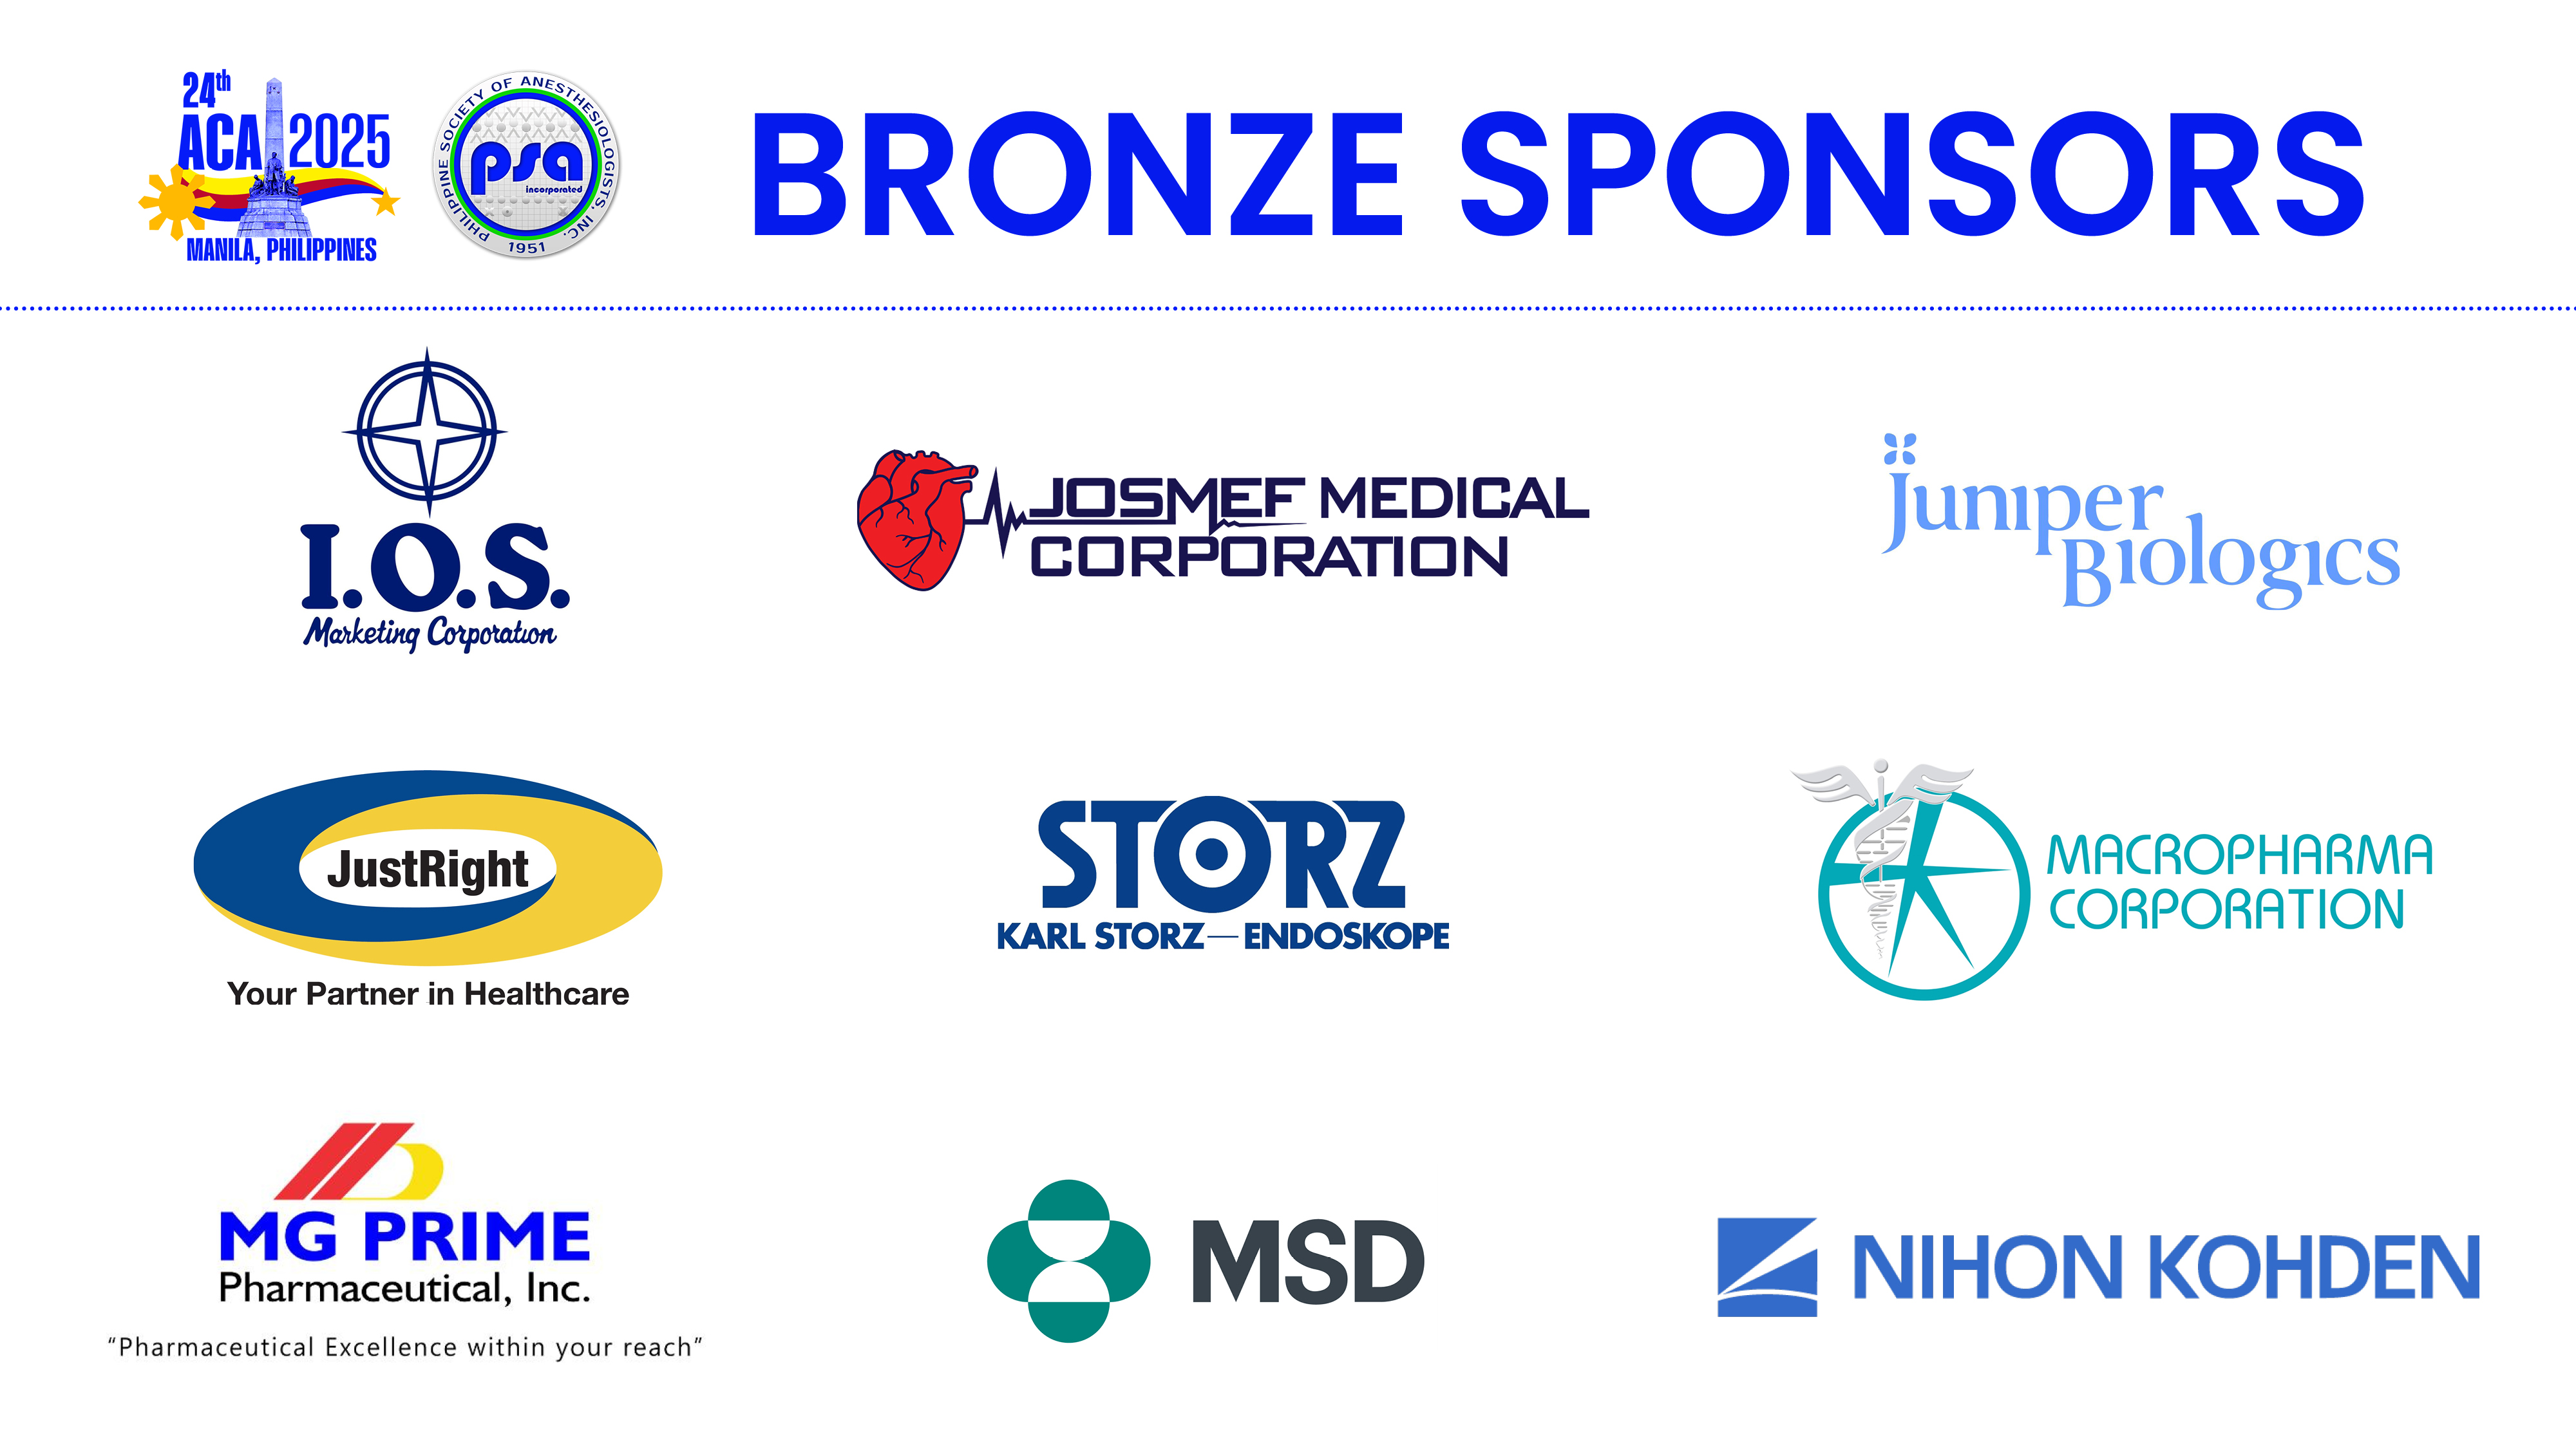 24th
ACA 2025
MANILA, PHILIPPINES
PHILIPPINE SOCIETY OF ANESTHESIOLOGISTS, INC.
psa
incorporated
1951
BRONZE SPONSORS
I.O.S.
Marketing Corporation
JOSMEF MEDICAL
CORPORATION
Juniper
Biologics
JustRight
Your Partner in Healthcare
STORZ
KARL STORZ—ENDOSKOPE
MACROPHARMA
CORPORATION
MG PRIME
Pharmaceutical, Inc.
“Pharmaceutical Excellence within your reach”
MSD
NIHON KOHDEN